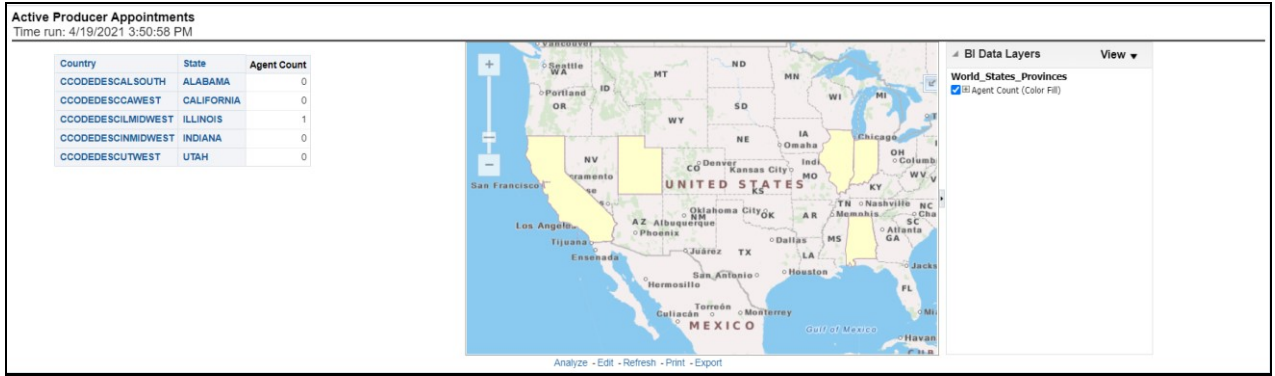 Active Producer Appointments
Time run: 4/19/2021 3:50:58 PM
Country State Agent Count
CCODEDESCALSOUTH ALABAMA 0
CCODEDESCCAWEST CALIFORNIA 0
CCODEDESCILMIDWEST ILLINOIS 1
CCODEDESCINMIDWEST INDIANA 0
CCODEDESCUTWEST UTAH 0
Vancouver
Seattle
WA
MT
ND
MN
Portland
ID
OR
SD
WI
MI
WY
IA
Chicago
NE
Omaha
OH
Columb
NV
Denver
CO
Kansas City
Indi
MO
WV
San Francisco
ramento
UNITED STATES
KS
KY
Oklahoma City
OK
TN
Nashville
NC
Cha
Los Angele
AZ
Albuquerque
NM
AR
Memphis
SC
Phoenix
Atlanta
Tijuana
Dallas
MS
GA
Juárez
TX
Ensenada
LA
Jacks
San Antonio
Houston
Hermosillo
FL
Torreón
Culiacán
Monterrey
MEXICO
Gulf of Mexico
Havan
BI Data Layers View
World_States_Provinces
Agent Count (Color Fill)
Analyze - Edit - Refresh - Print - Export